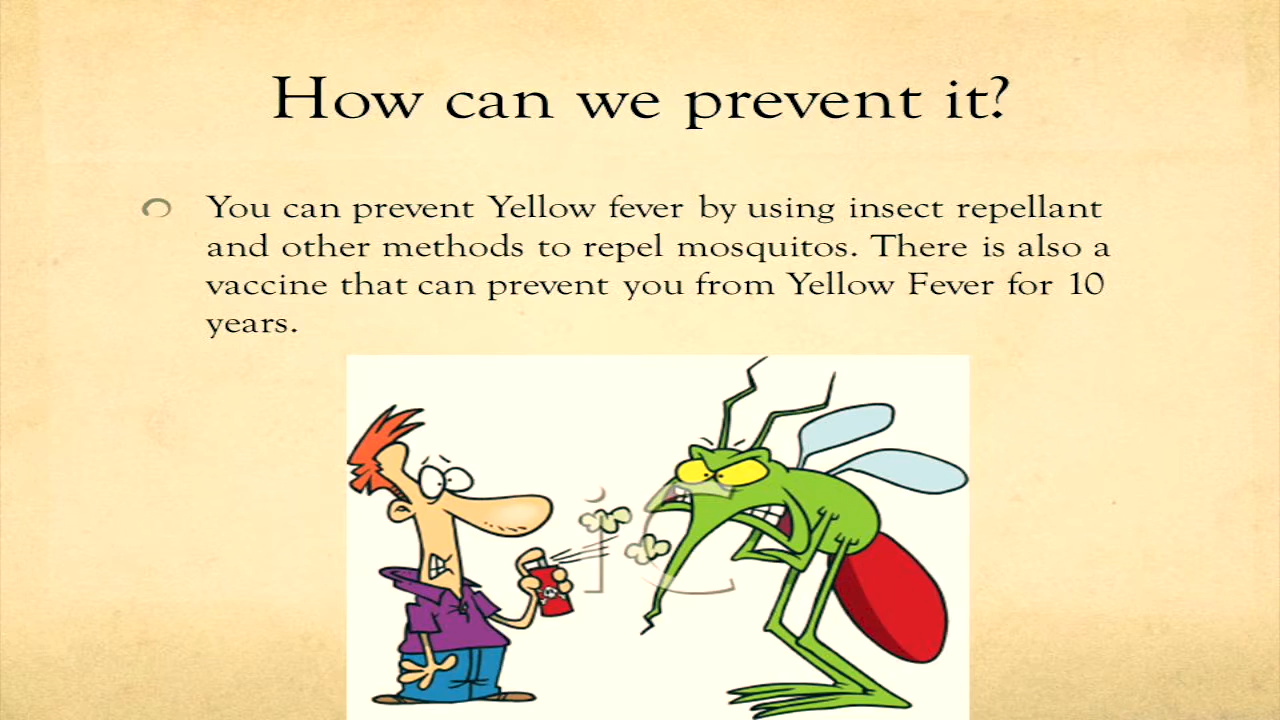 How can we prevent it?
You can prevent Yellow fever by using insect repellant
and other methods to repel mosquitos. There is also a
vaccine that can prevent you from Yellow Fever for 10
years.
iC